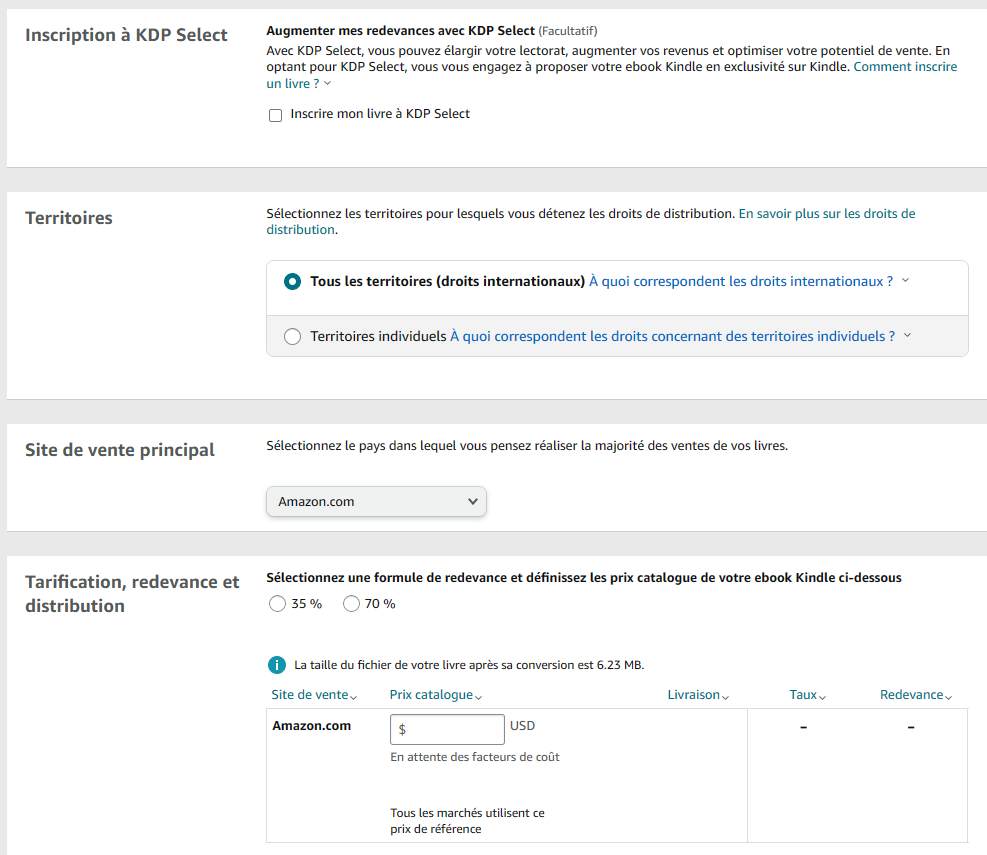 Inscription à KDP Select
Augmenter mes redevances avec KDP Select (Facultatif)
Avec KDP Select, vous pouvez élargir votre lectorat, augmenter vos revenus et optimiser votre potentiel de vente. En
optant pour KDP Select, vous vous engagez à proposer votre ebook Kindle en exclusivité sur Kindle. Comment inscrire
un livre ?
Inscrire mon livre à KDP Select
Territoires
Sélectionnez les territoires pour lesquels vous détenez les droits de distribution. En savoir plus sur les droits de
distribution.
Tous les territoires (droits internationaux) À quoi correspondent les droits internationaux ?
Territoires individuels À quoi correspondent les droits concernant des territoires individuels ?
Site de vente principal
Sélectionnez le pays dans lequel vous pensez réaliser la majorité des ventes de vos livres.
Amazon.com
Tarification, redevance et
distribution
Sélectionnez une formule de redevance et définissez les prix catalogue de votre ebook Kindle ci-dessous
35 % 70 %
i La taille du fichier de votre livre après sa conversion est 6.23 MB.
Site de vente Prix catalogue Livraison Taux Redevance
Amazon.com $ USD – –
En attente des facteurs de coût
Tous les marchés utilisent ce
prix de référence